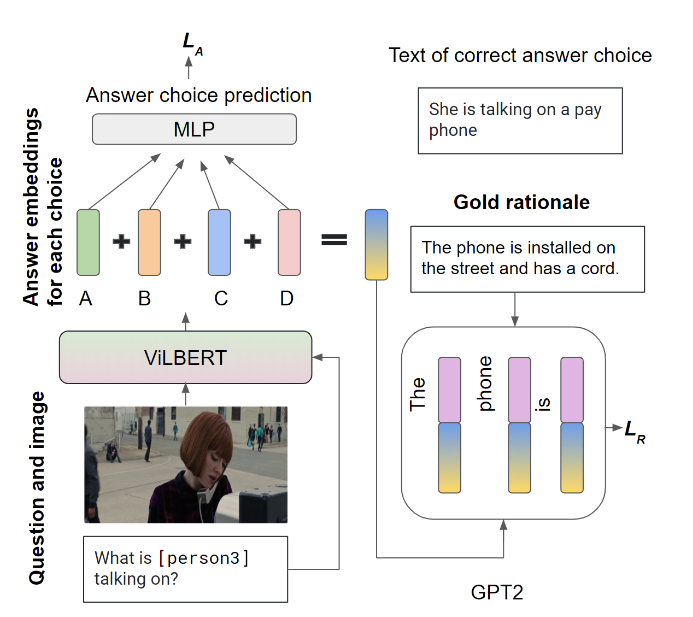 L_A
Answer choice prediction
MLP
Answer embeddings
for each choice
A
B
C
D
ViLBERT
Question and image
What is [person3]
talking on?
Text of correct answer choice
She is talking on a pay
phone
Gold rationale
The phone is installed on
the street and has a cord.
The
phone
is
L_R
GPT2